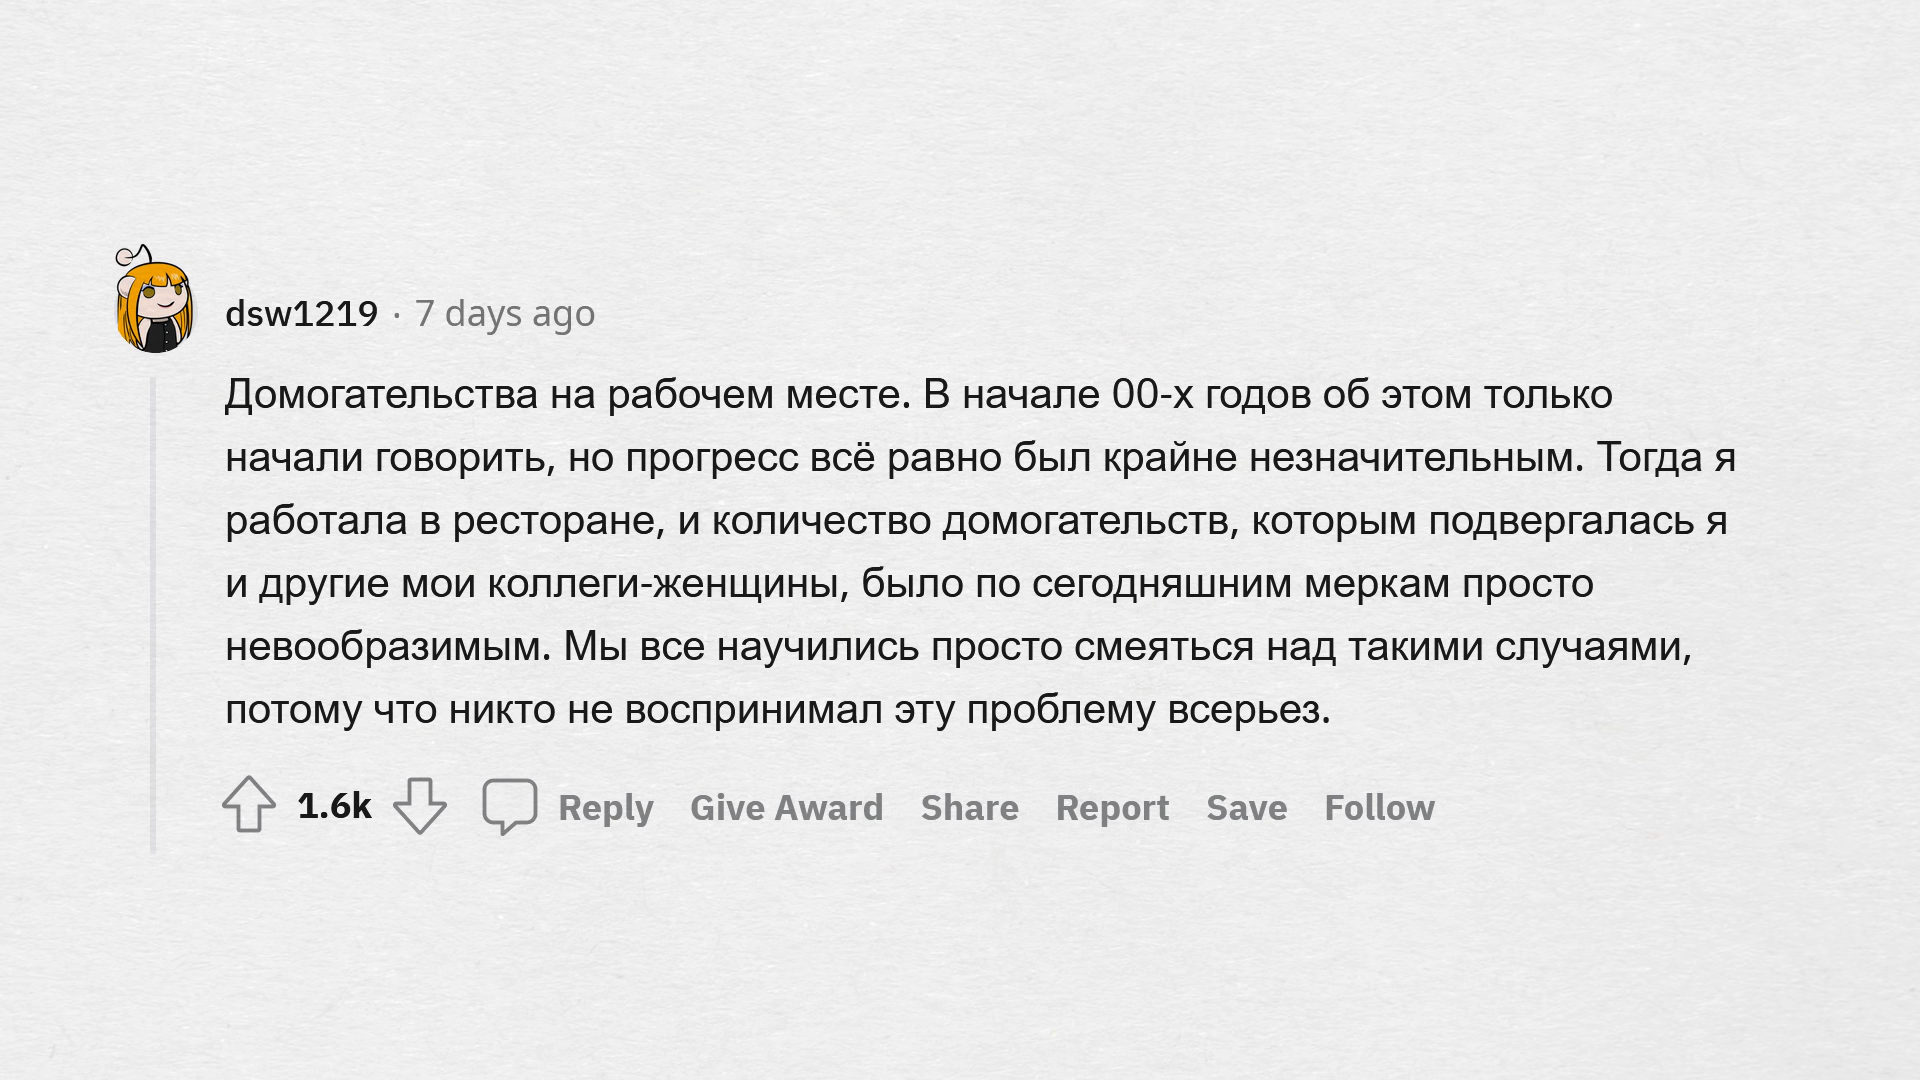 dsw1219 · 7 days ago
Домогательства на рабочем месте. В начале 00-х годов об этом только
начали говорить, но прогресс всё равно был крайне незначительным. Тогда я
работала в ресторане, и количество домогательств, которым подвергалась я
и другие мои коллеги-женщины, было по сегодняшним меркам просто
невообразимым. Мы все научились просто смеяться над такими случаями,
потому что никто не воспринимал эту проблему всерьез.
1.6k Reply Give Award Share Report Save Follow